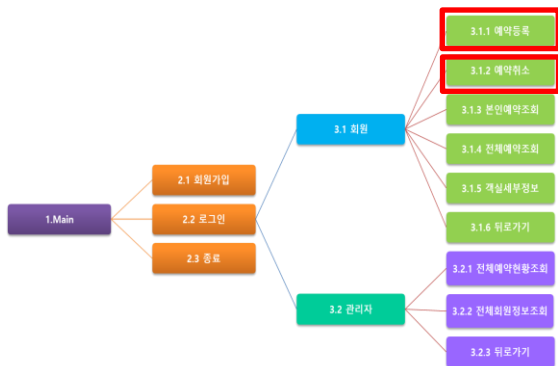 1.Main
2.1 회원가입
2.2 로그인
2.3 종료
3.1 회원
3.2 관리자
3.1.1 예약등록
3.1.2 예약취소
3.1.3 본인예약조회
3.1.4 전체예약조회
3.1.5 객실세부정보
3.1.6 뒤로가기
3.2.1 전체예약현황조회
3.2.2 전체회원정보조회
3.2.3 뒤로가기